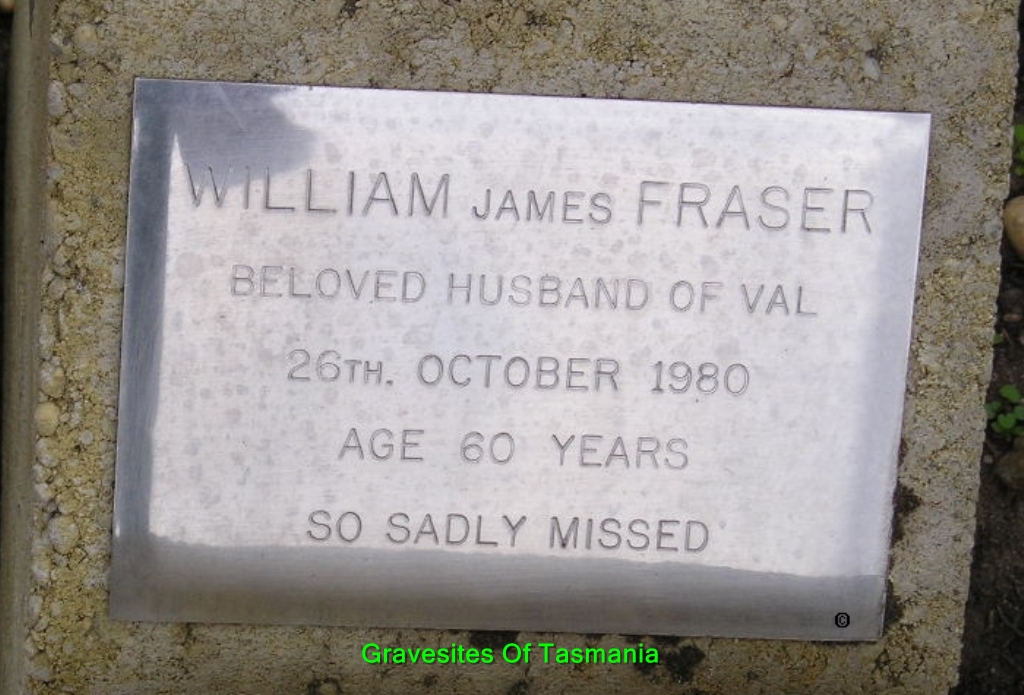 WILLIAM JAMES FRASER
BELOVED HUSBAND OF VAL
26TH. OCTOBER 1980
AGE 60 YEARS
SO SADLY MISSED
©
Gravesites Of Tasmania